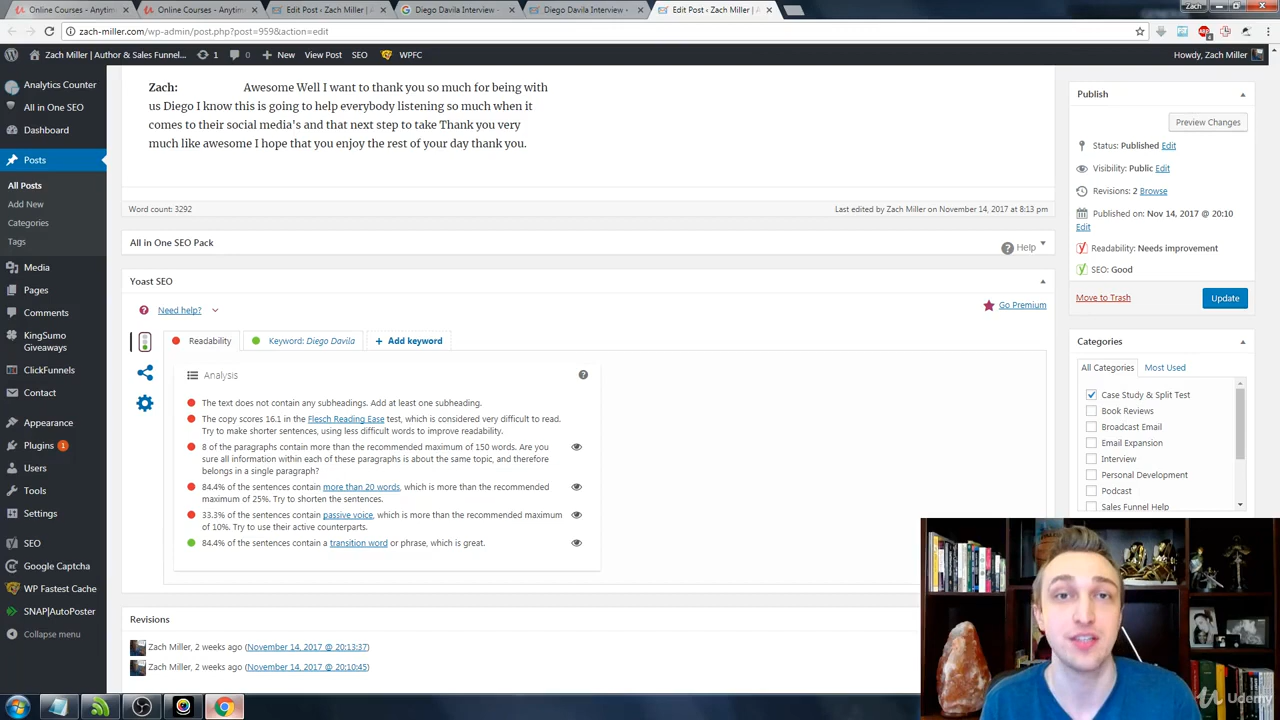 Online Courses - Anytim
Online Courses - Anytim
Edit Post ‹ Zach Miller | A
Diego Davila Interview -
Diego Davila Interview –
Edit Post ‹ Zach Miller | A
Zach
zach-miller.com/wp-admin/post.php?post=959&action=edit
Zach Miller | Author & Sales Funnel...
1
0
New
View Post
SEO
WPFC
Howdy, Zach Miller
Analytics Counter
All in One SEO
Dashboard
Posts
All Posts
Add New
Categories
Tags
Media
Pages
Comments
KingSumo
Giveaways
ClickFunnels
Contact
Appearance
Plugins 1
Users
Tools
Settings
SEO
Google Captcha
WP Fastest Cache
SNAP|AutoPoster
Collapse menu
Zach: Awesome Well I want to thank you so much for being with
us Diego I know this is going to help everybody listening so much when it
comes to their social media's and that next step to take Thank you very
much like awesome I hope that you enjoy the rest of your day thank you.
Word count: 3292
Last edited by Zach Miller on November 14, 2017 at 8:13 pm
All in One SEO Pack
Help
Yoast SEO
Need help?
Go Premium
Readability
Keyword: Diego Davila
+ Add keyword
Analysis
The text does not contain any subheadings. Add at least one subheading.
The copy scores 16.1 in the Flesch Reading Ease test, which is considered very difficult to read.
Try to make shorter sentences, using less difficult words to improve readability.
8 of the paragraphs contain more than the recommended maximum of 150 words. Are you
sure all information within each of these paragraphs is about the same topic, and therefore
belongs in a single paragraph?
84.4% of the sentences contain more than 20 words, which is more than the recommended
maximum of 25%. Try to shorten the sentences.
33.3% of the sentences contain passive voice, which is more than the recommended maximum
of 10%. Try to use their active counterparts.
84.4% of the sentences contain a transition word or phrase, which is great.
Revisions
Zach Miller, 2 weeks ago (November 14, 2017 @ 20:13:37)
Zach Miller, 2 weeks ago (November 14, 2017 @ 20:10:45)
Publish
Preview Changes
Status: Published Edit
Visibility: Public Edit
Revisions: 2 Browse
Published on: Nov 14, 2017 @ 20:10
Edit
Readability: Needs improvement
SEO: Good
Move to Trash
Update
Categories
All Categories
Most Used
Case Study & Split Test
Book Reviews
Broadcast Email
Email Expansion
Interview
Personal Development
Podcast
Sales Funnel Help
Udemy